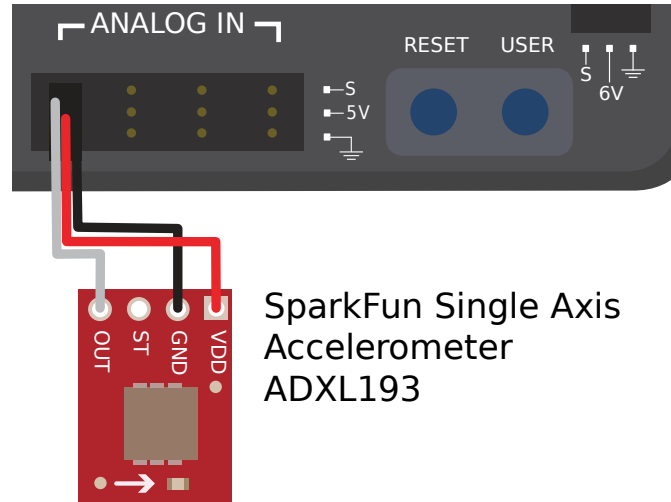 ANALOG IN
RESET USER
S
5V
S
6V
OUT
ST
GND
VDD
SparkFun Single Axis
Accelerometer
ADXL193